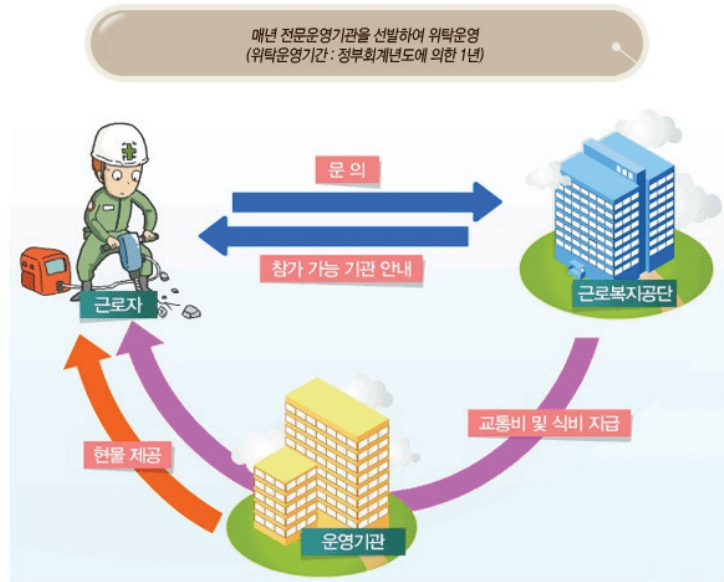 매년 전문운영기관을 선발하여 위탁운영
(위탁운영기간 : 정부회계년도에 의한 1년)
문 의
참가 가능 기관 안내
근로자
근로복지공단
교통비 및 식비 지급
현물 제공
운영기관